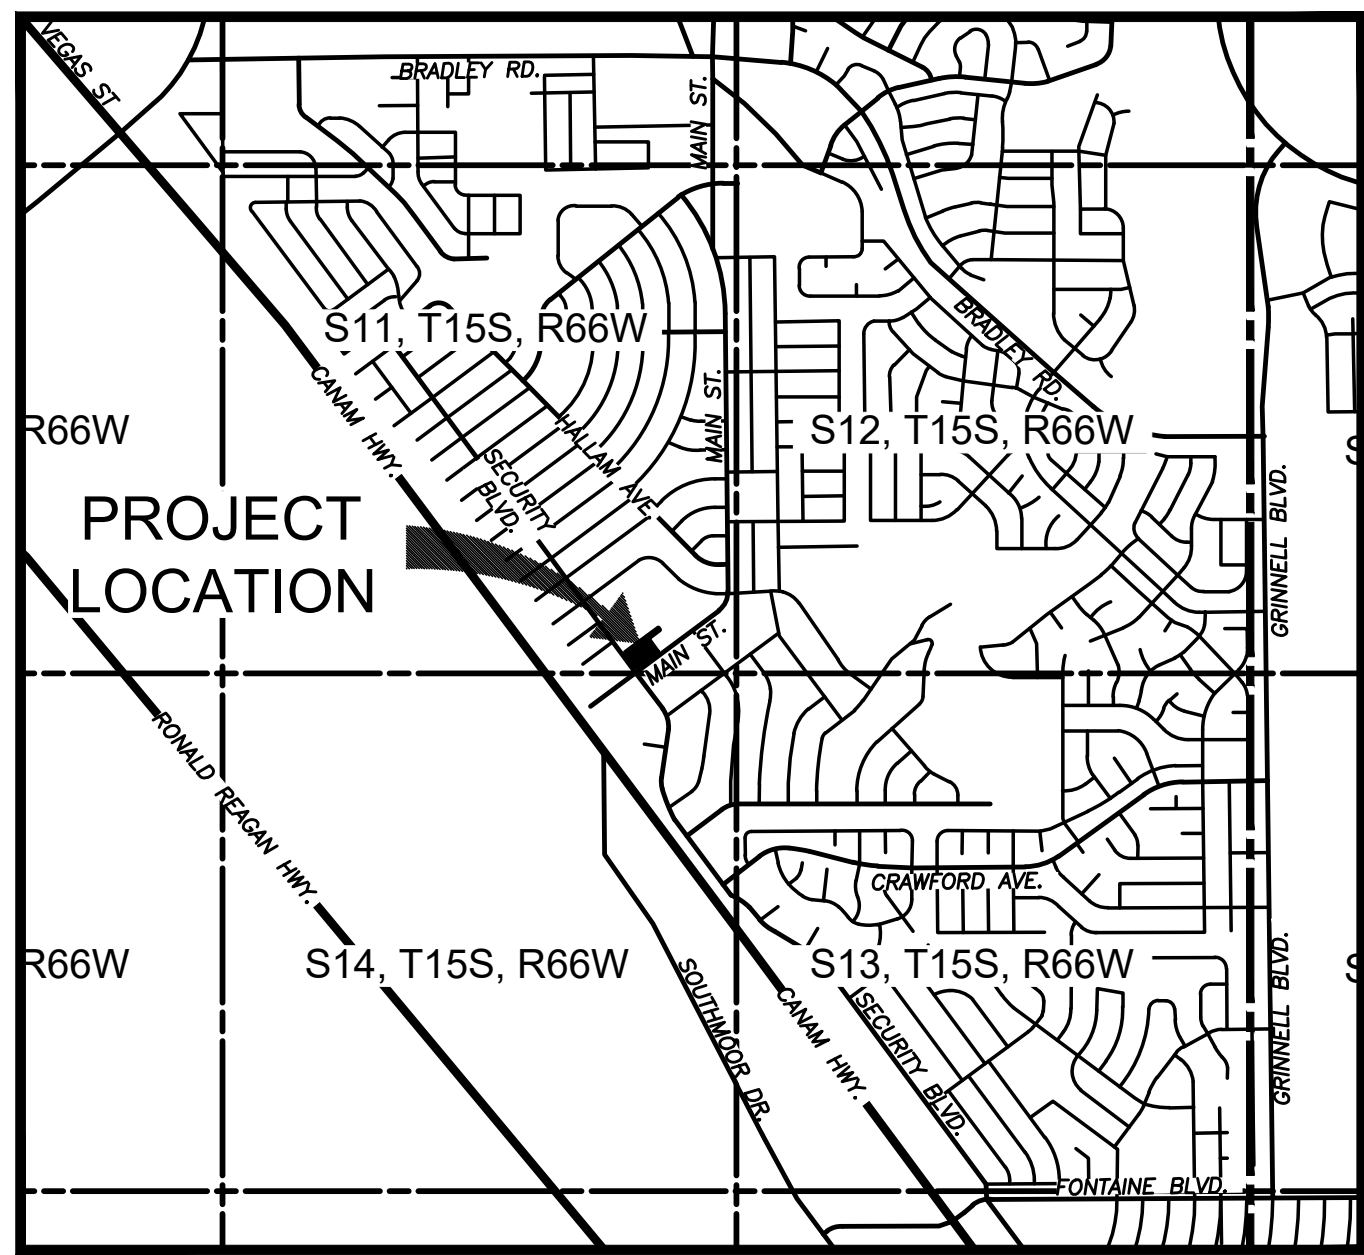 VEGAS ST
BRADLEY RD.
MAIN ST.
S11, T15S, R66W
BRADLEY RD.
CANAM HWY.
MAIN ST.
HALLAM AVE.
R66W
S12, T15S, R66W
S
SECURITY
BLVD.
GRINNELL BLVD.
PROJECT
LOCATION
MAIN ST.
RONALD REAGAN HWY.
CRAWFORD AVE.
R66W
S14, T15S, R66W
S13, T15S, R66W
S
SOUTHMOOR DR.
CANAM HWY.
SECURITY BLVD.
GRINNELL BLVD.
FONTAINE BLVD.